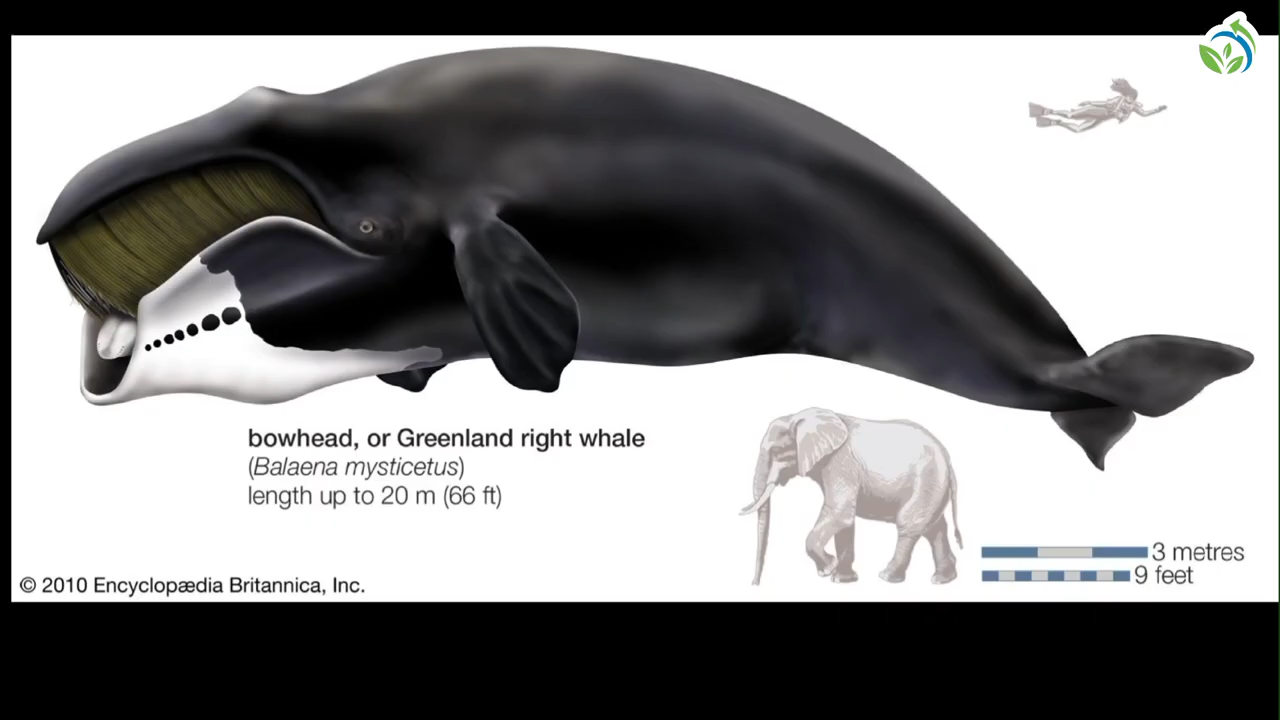 bowhead, or Greenland right whale
(Balaena mysticetus)
length up to 20 m (66 ft)
3 metres
9 feet
© 2010 Encyclopædia Britannica, Inc.